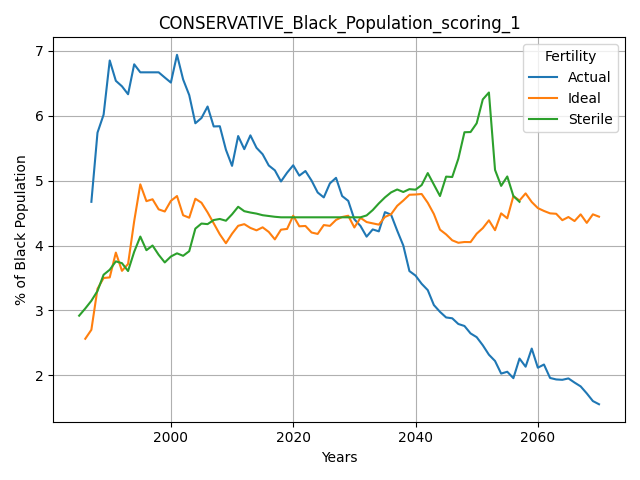 CONSERVATIVE_Black_Population_scoring_1
Fertility
Actual
Ideal
Sterile
% of Black Population
7
6
5
4
3
2
2000
2020
2040
2060
Years